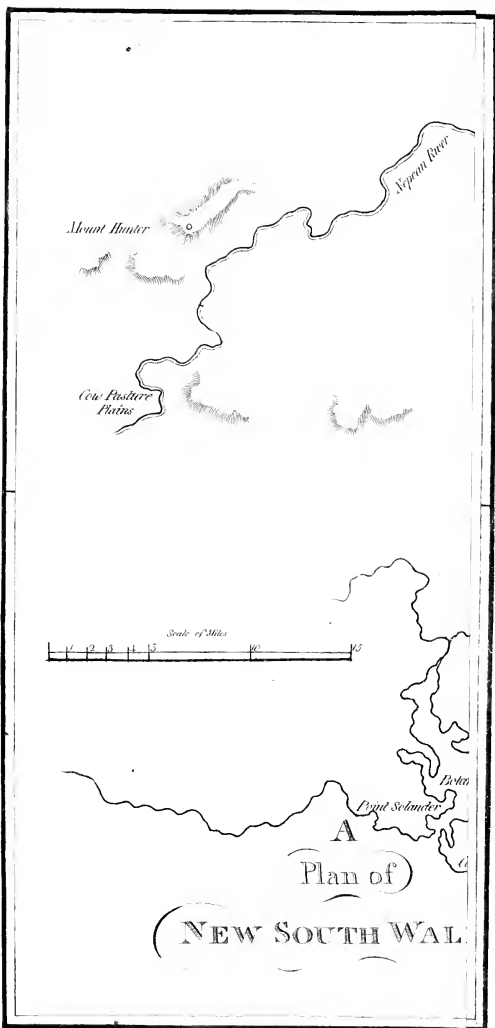 Nepean River
Mount Hunter
Cow Pasture
Plains
Scale of Miles
1 2 3 4 5 10 15
Bota
Point Solander
A
Plan of
NEW SOUTH WAL